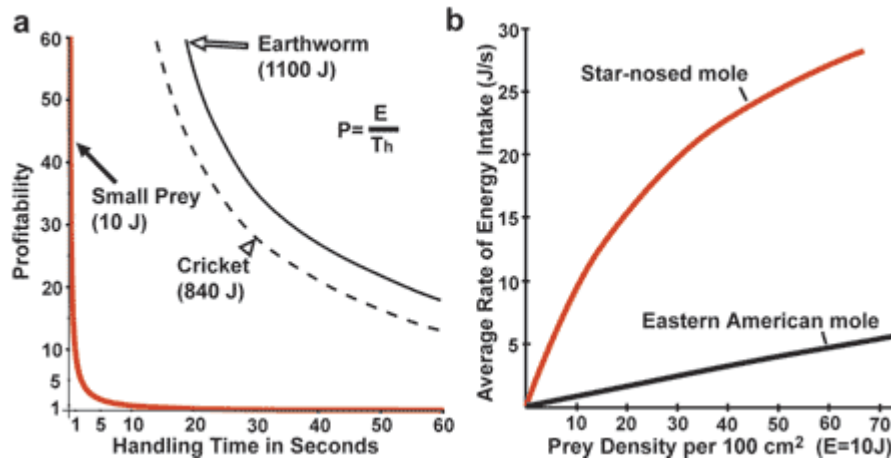 a
60
50
40
30
20
10
5
1
Profitability
Earthworm
(1100 J)
P= E
Th
Small Prey
(10 J)
Cricket
(840 J)
1 5 10 20 30 40 50 60
Handling Time in Seconds
b
30
25
20
15
10
5
Average Rate of Energy Intake (J/s)
Star-nosed mole
Eastern American mole
10 20 30 40 50 60 70
Prey Density per 100 cm² (E=10J)